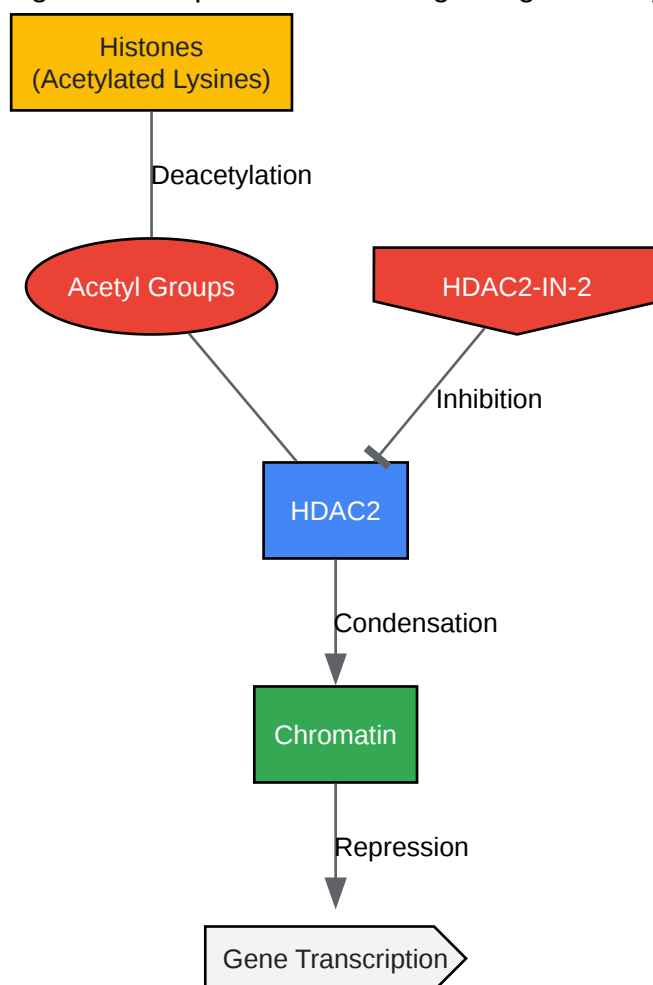 Histones
(Acetylated Lysines)
Deacetylation
Acetyl Groups
HDAC2-IN-2
Inhibition
HDAC2
Condensation
Chromatin
Repression
Gene Transcription